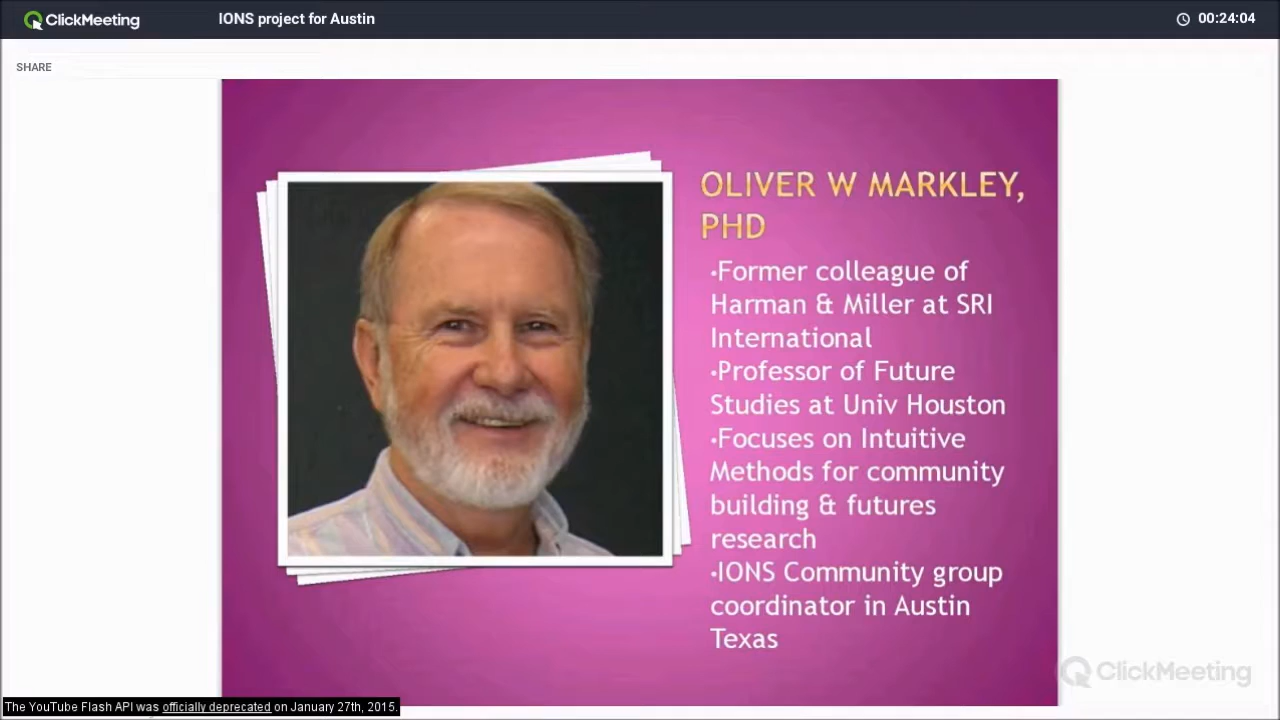 ClickMeeting
IONS project for Austin
00:24:04
SHARE
OLIVER W MARKLEY,
PHD
•Former colleague of
Harman & Miller at SRI
International
•Professor of Future
Studies at Univ Houston
•Focuses on Intuitive
Methods for community
building & futures
research
•IONS Community group
coordinator in Austin
Texas
ClickMeeting
The YouTube Flash API was officially deprecated on January 27th, 2015.